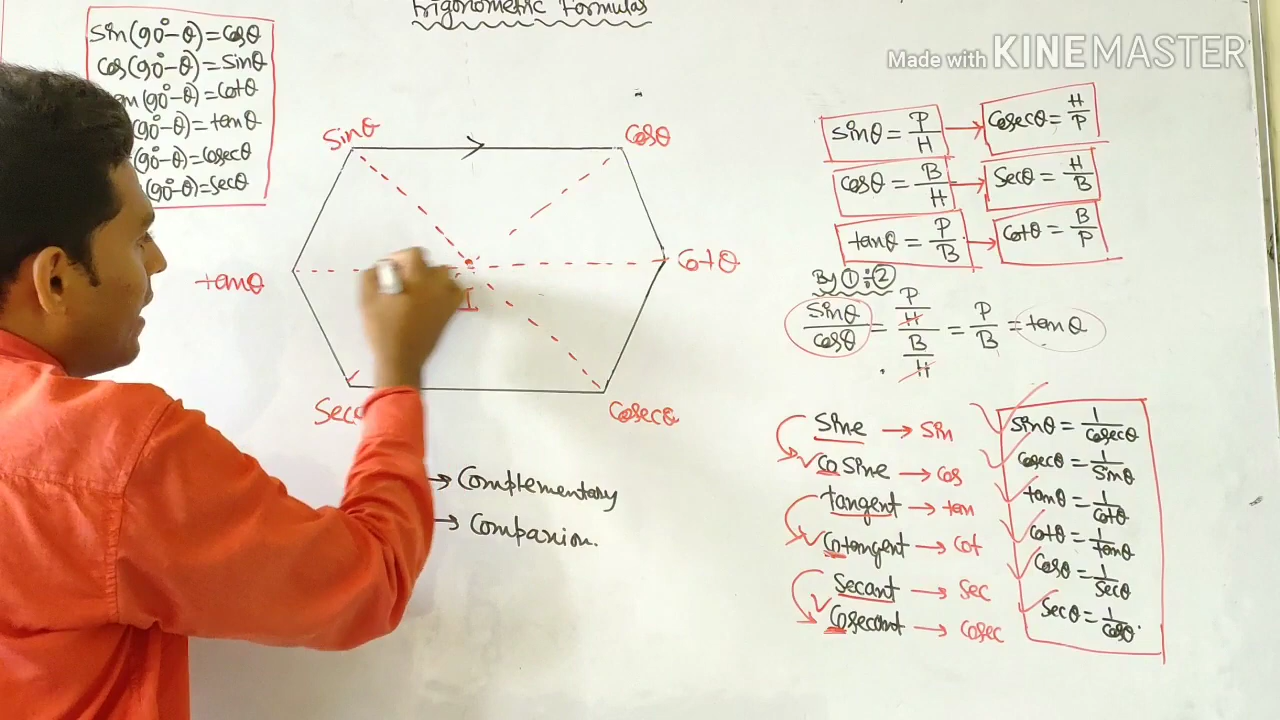 Trigonometric Formulas
Made with KINEMASTER
sin(90°-θ)=cosθ
cos(90°-θ)=sinθ
(90°-θ)=cotθ
(90°-θ)=tanθ
(90°-θ)=cosecθ
(90°-θ)=secθ
sinθ
cosθ
tanθ
cotθ
Sec
cosecθ
1
→ Complementary
→ Companion.
sinθ = P/H → cosecθ = H/P
cosθ = B/H → secθ = H/B
tanθ = P/B → cotθ = B/P
By ① ÷ ②
sinθ/cosθ = (P/H)/(B/H) = P/B = tanθ
sine → sin
cosine → cos
tangent → tan
cotangent → cot
secant → sec
cosecant → cosec
sinθ = 1/cosecθ
cosecθ = 1/sinθ
tanθ = 1/cotθ
cotθ = 1/tanθ
cosθ = 1/secθ
secθ = 1/cosθ.